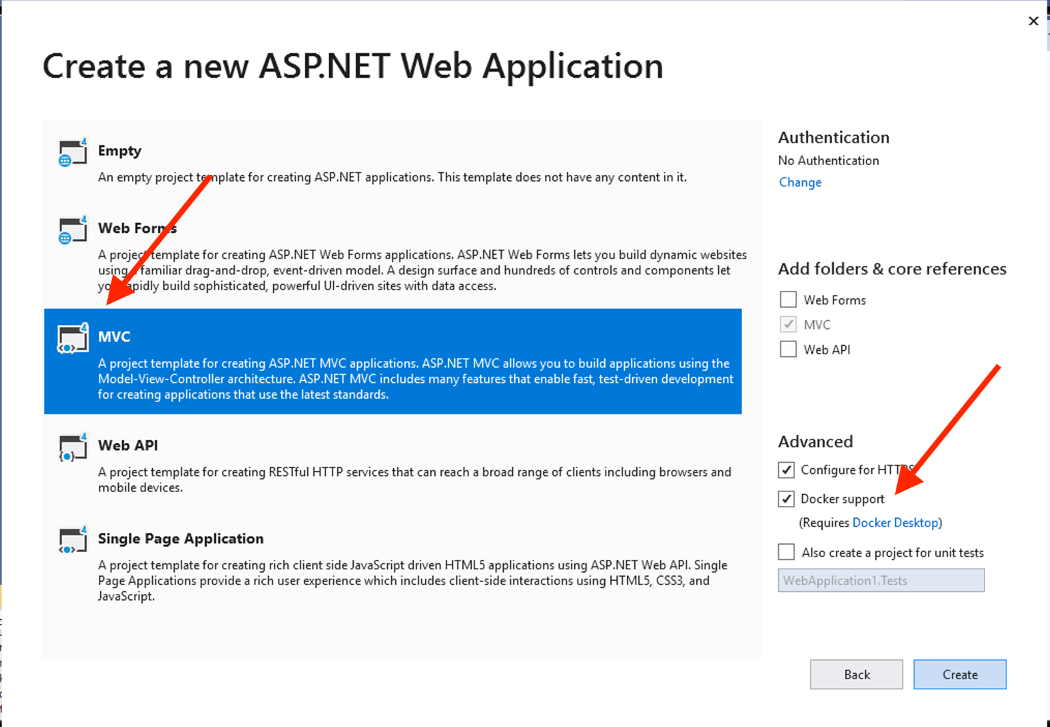 Create a new ASP.NET Web Application
Empty
An empty project template for creating ASP.NET applications. This template does not have any content in it.
Web Forms
A project template for creating ASP.NET Web Forms applications. ASP.NET Web Forms lets you build dynamic websites
using a familiar drag-and-drop, event-driven model. A design surface and hundreds of controls and components let
you rapidly build sophisticated, powerful UI-driven sites with data access.
MVC
A project template for creating ASP.NET MVC applications. ASP.NET MVC allows you to build applications using the
Model-View-Controller architecture. ASP.NET MVC includes many features that enable fast, test-driven development
for creating applications that use the latest standards.
Web API
A project template for creating RESTful HTTP services that can reach a broad range of clients including browsers and
mobile devices.
Single Page Application
A project template for creating rich client side JavaScript driven HTML5 applications using ASP.NET Web API. Single
Page Applications provide a rich user experience which includes client-side interactions using HTML5, CSS3, and
JavaScript.
Authentication
No Authentication
Change
Add folders & core references
Web Forms
MVC
Web API
Advanced
Configure for HTTPS
Docker support
(Requires Docker Desktop)
Also create a project for unit tests
WebApplication1.Tests
Back
Create